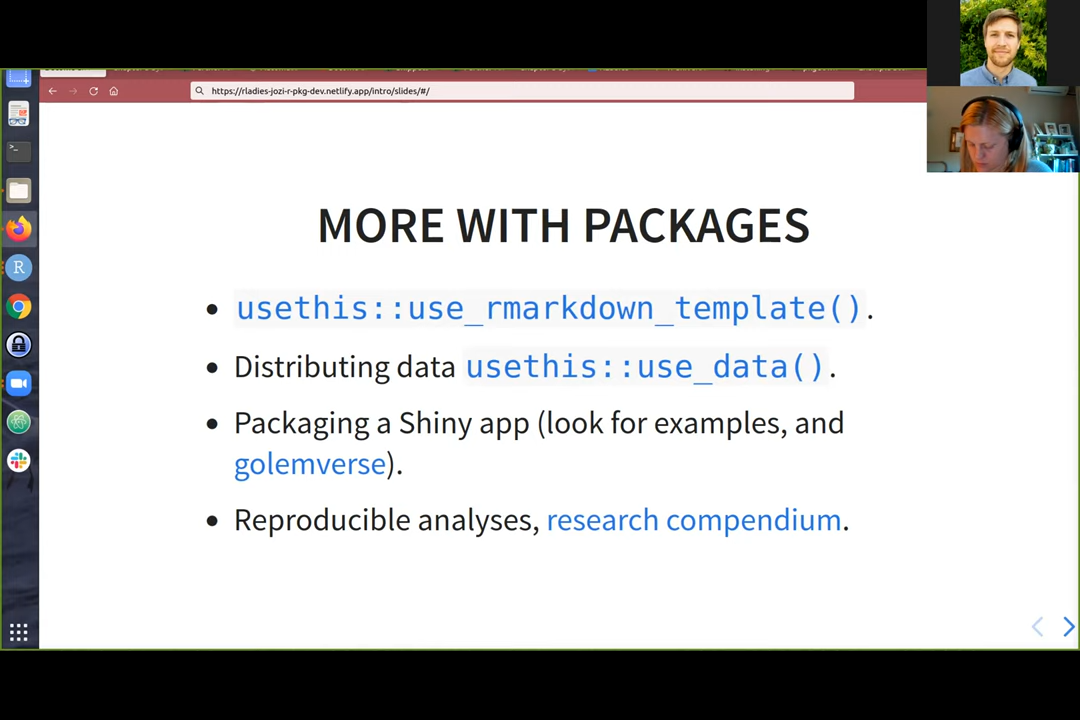 https://rladies-jozi-r-pkg-dev.netlify.app/intro/slides/#/
MORE WITH PACKAGES
• usethis::use_rmarkdown_template().
• Distributing data usethis::use_data().
• Packaging a Shiny app (look for examples, and
golemverse).
• Reproducible analyses, research compendium.